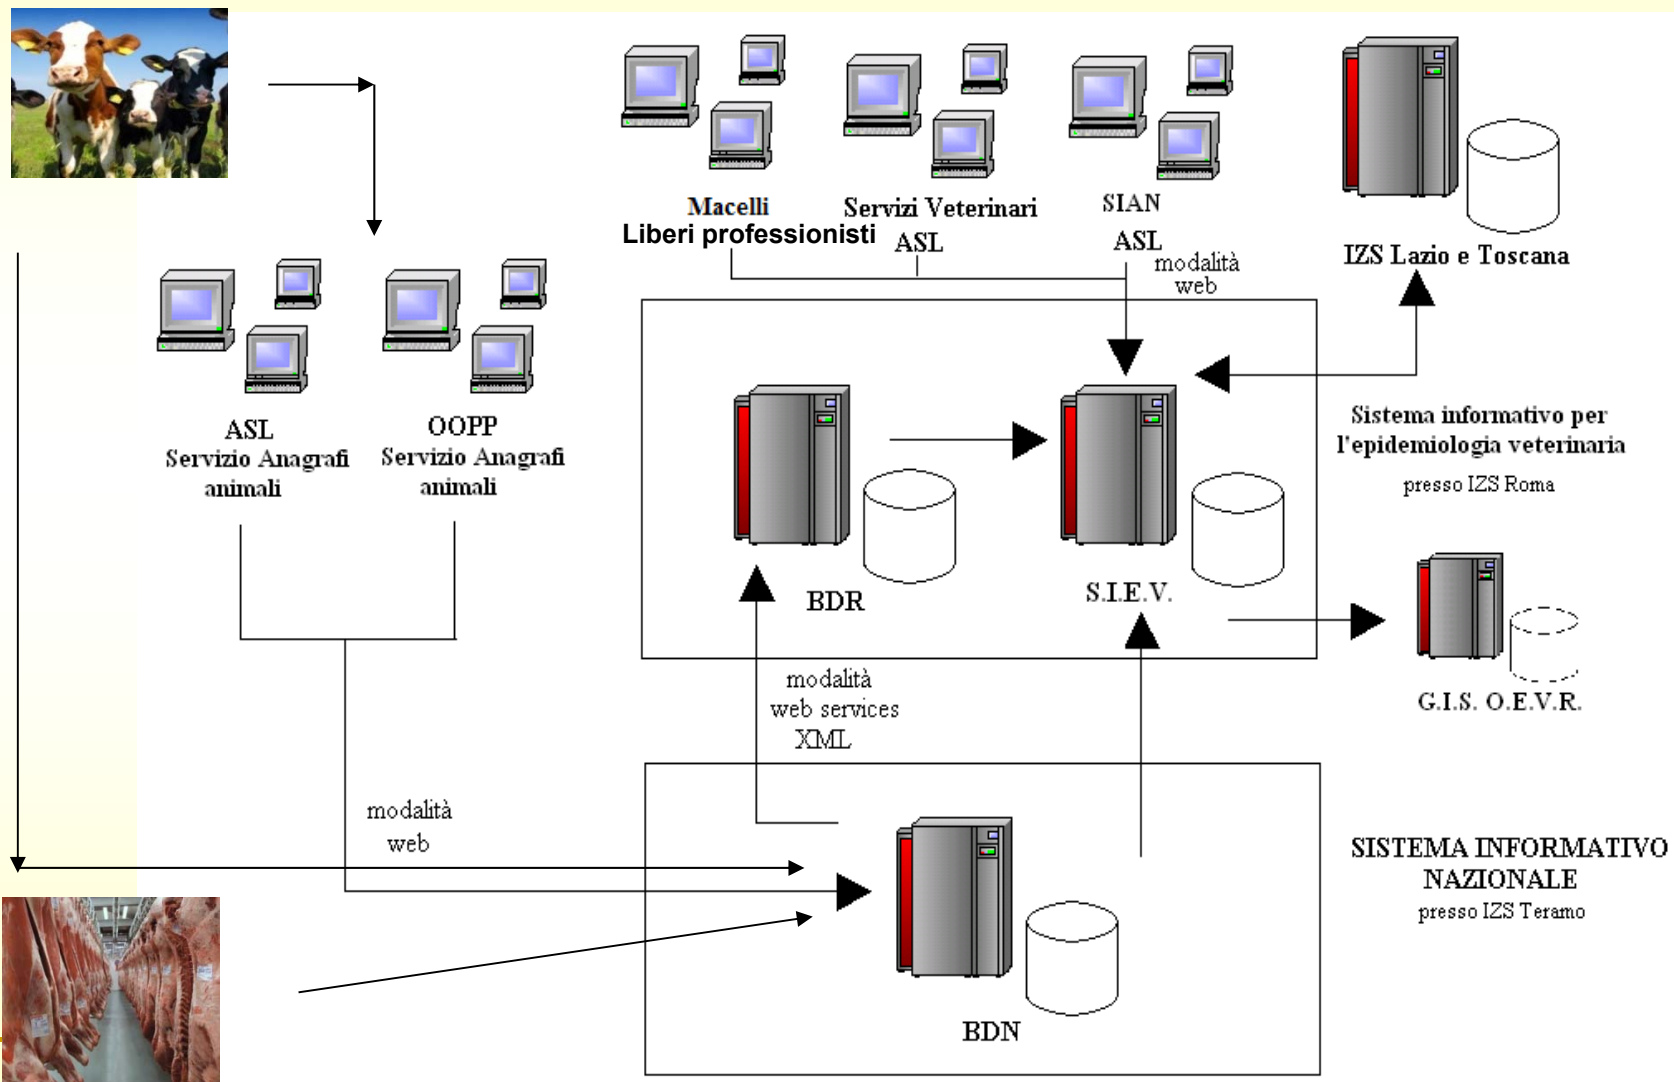 Macelli
Liberi professionisti
Servizi Veterinari
ASL
SIAN
ASL
modalità
web
IZS Lazio e Toscana
ASL
Servizio Anagrafi
animali
OOPP
Servizio Anagrafi
animali
Sistema informativo per
l'epidemiologia veterinaria
presso IZS Roma
BDR
S.I.E.V.
G.I.S. O.E.V.R.
modalità
web services
XML
modalità
web
SISTEMA INFORMATIVO
NAZIONALE
presso IZS Teramo
BDN